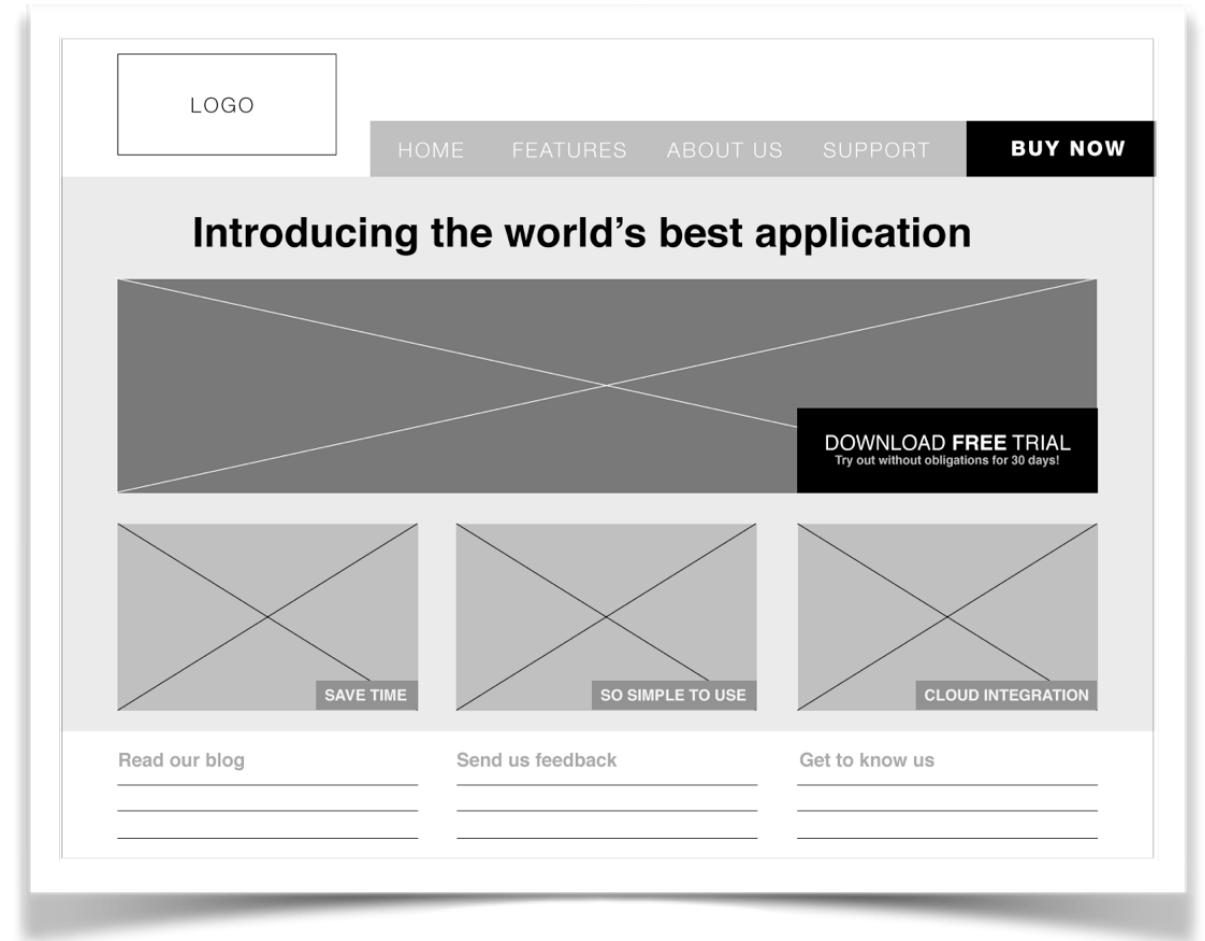 LOGO
HOME FEATURES ABOUT US SUPPORT BUY NOW
Introducing the world’s best application
DOWNLOAD FREE TRIAL
Try out without obligations for 30 days!
SAVE TIME
SO SIMPLE TO USE
CLOUD INTEGRATION
Read our blog
Send us feedback
Get to know us